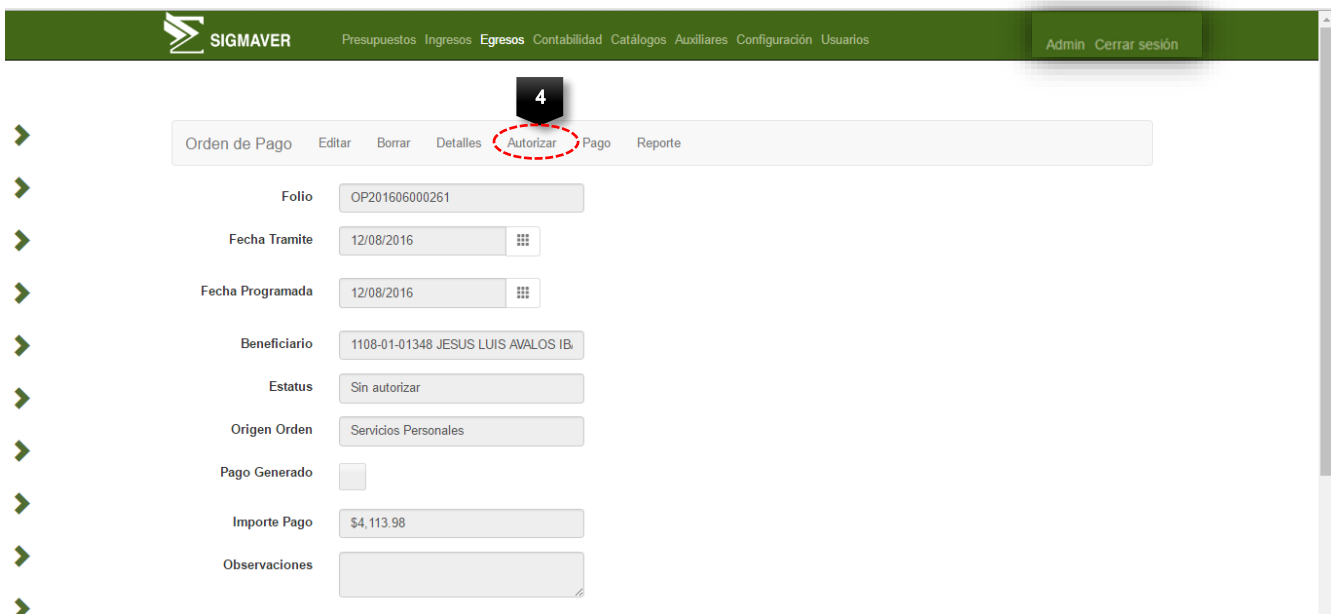 SIGMAVER Presupuestos Ingresos Egresos Contabilidad Catálogos Auxiliares Configuración Usuarios Admin Cerrar sesión
4
Orden de Pago Editar Borrar Detalles Autorizar Pago Reporte
Folio OP201606000261
Fecha Tramite 12/08/2016
Fecha Programada 12/08/2016
Beneficiario 1108-01-01348 JESUS LUIS AVALOS IB
Estatus Sin autorizar
Origen Orden Servicios Personales
Pago Generado
Importe Pago $4,113.98
Observaciones